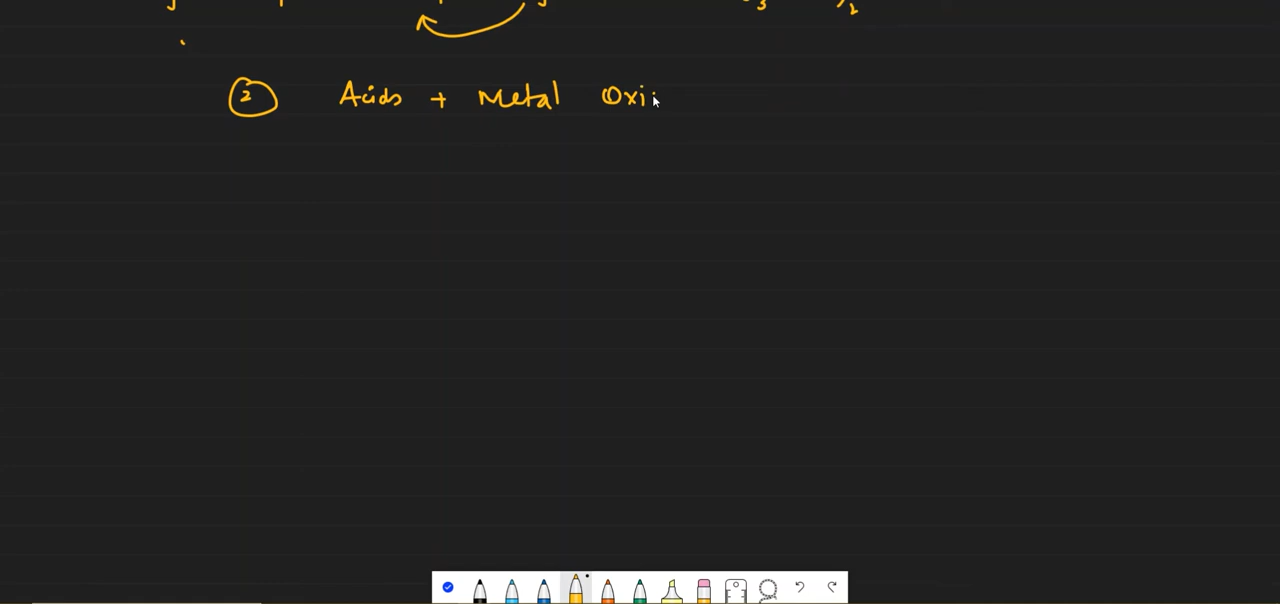 ② Acids + Metal Oxi